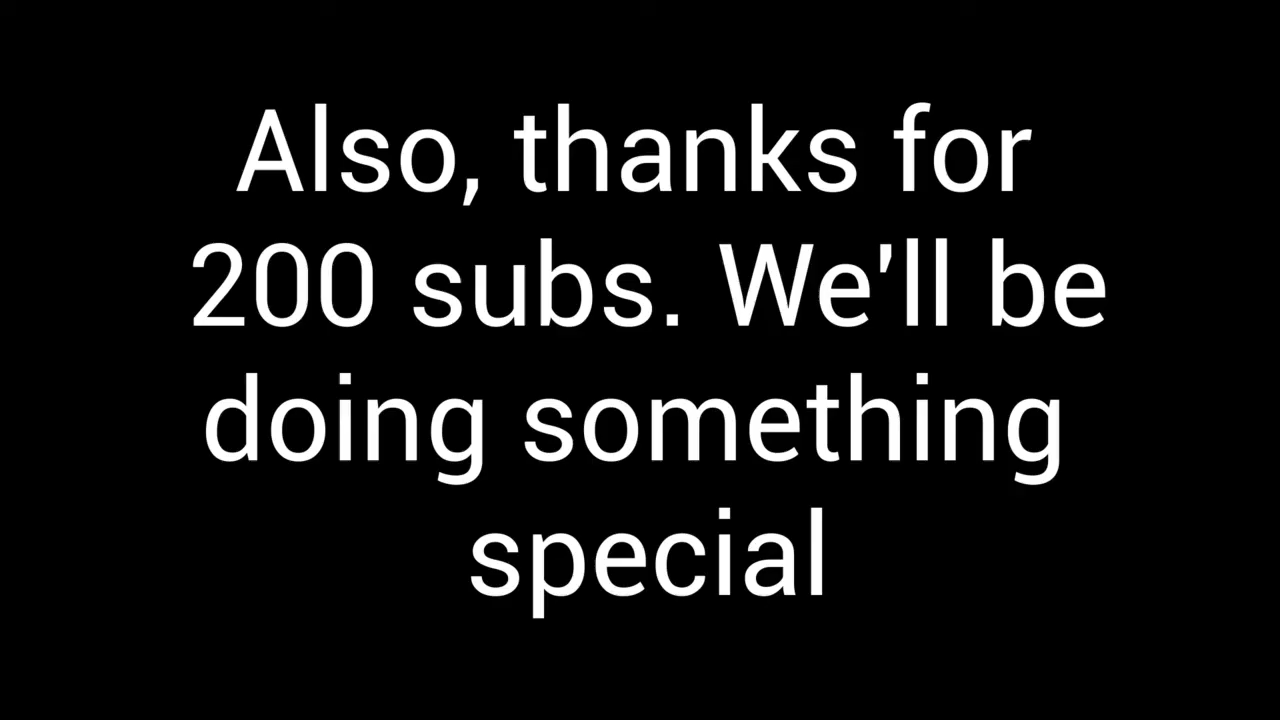 Also, thanks for
200 subs. We'll be
doing something
special